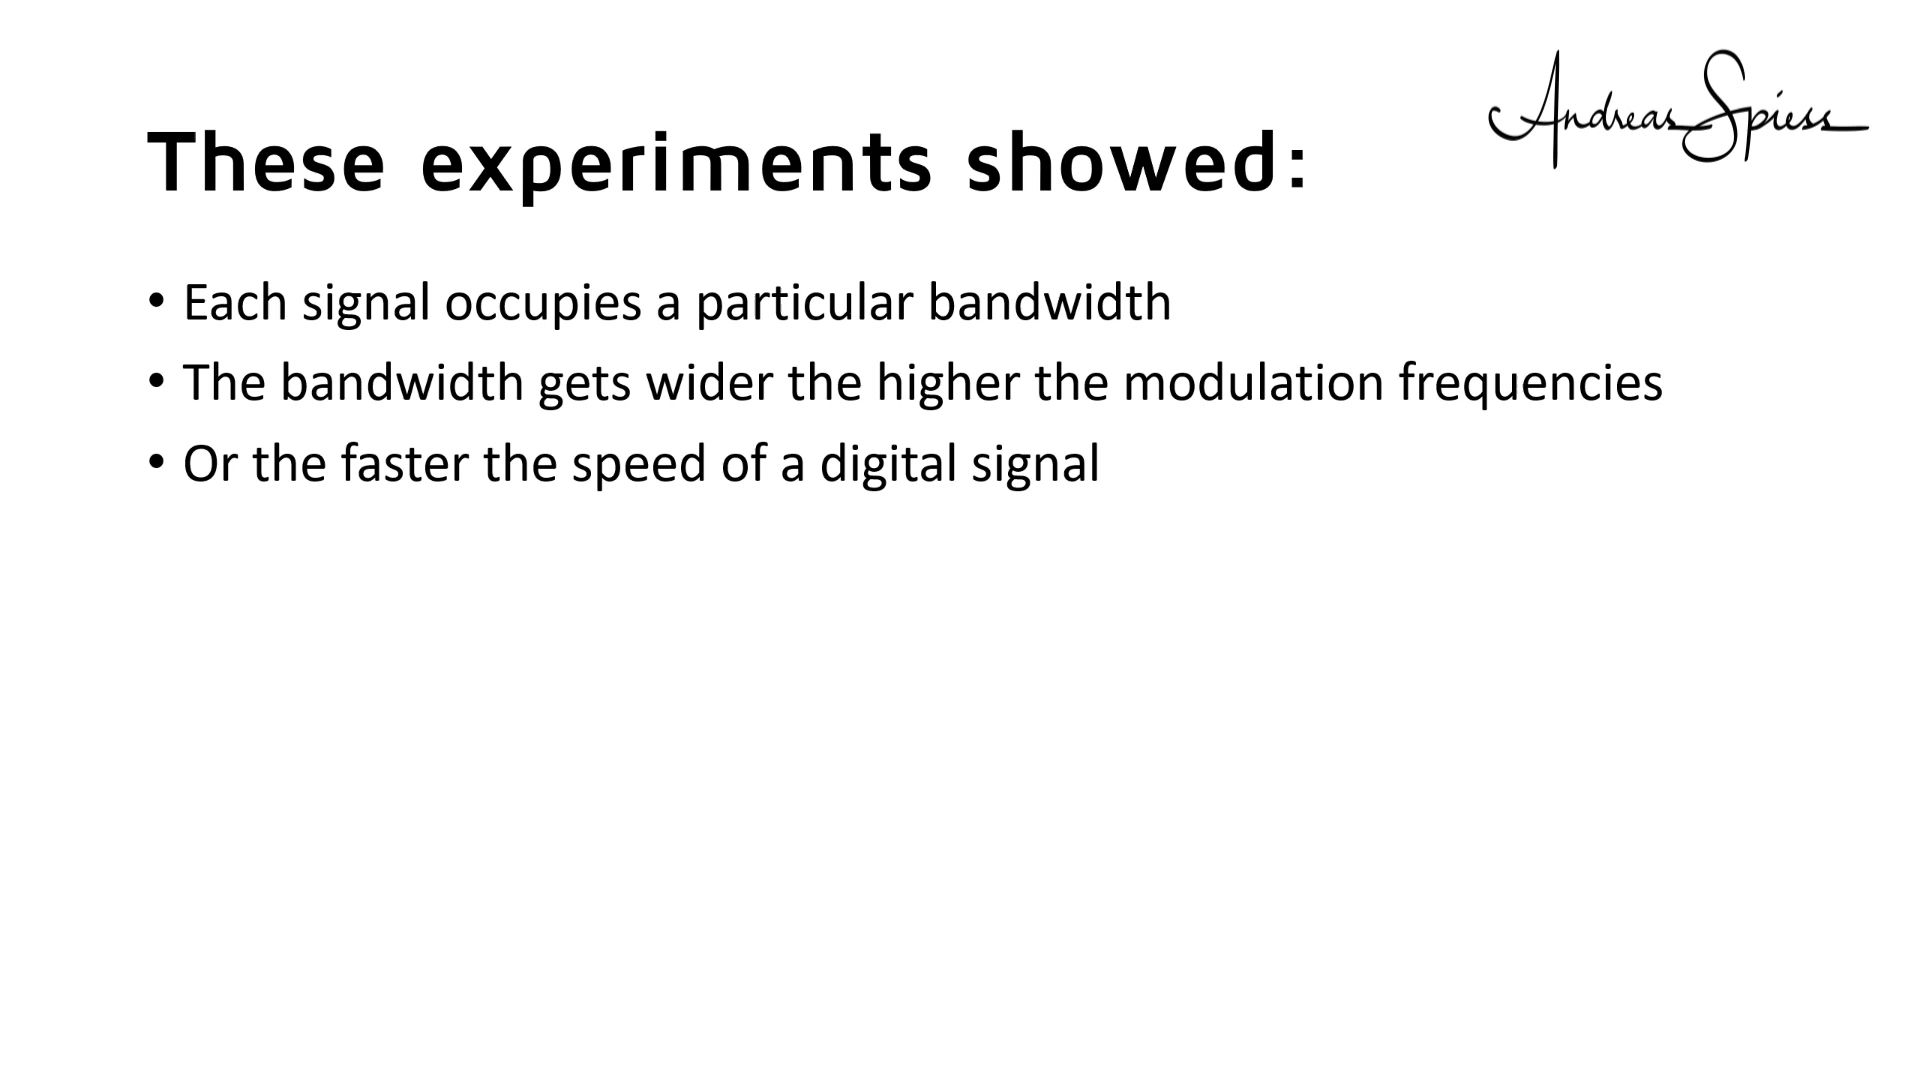 Andreas Spiess
These experiments showed:
• Each signal occupies a particular bandwidth
• The bandwidth gets wider the higher the modulation frequencies
• Or the faster the speed of a digital signal